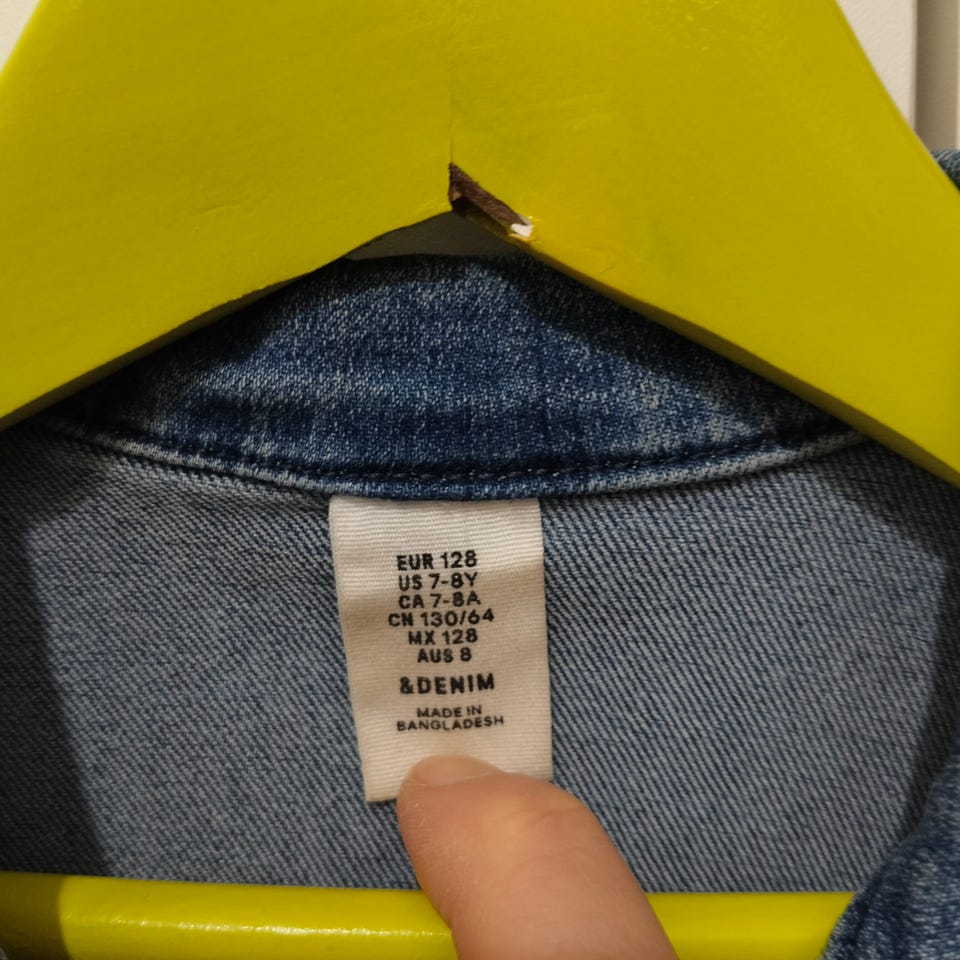 EUR 128
US 7-8Y
CA 7-8A
CN 130/64
MX 128
AUS 8
&DENIM
MADE IN
BANGLADESH